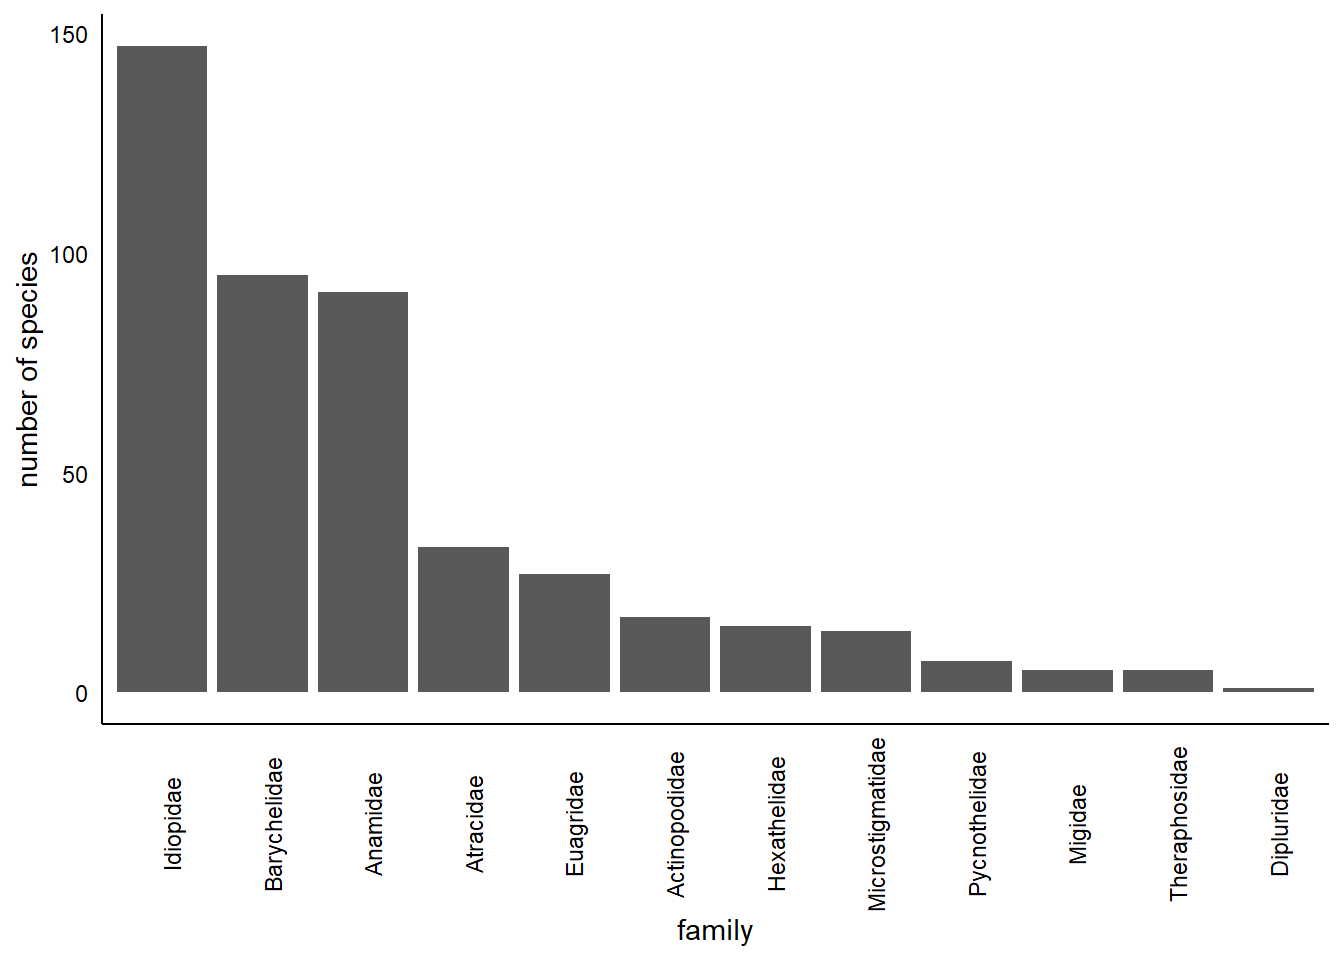 number of species
150
100
50
0
Idiopidae
Barychelidae
Anamidae
Atracidae
Euagridae
Actinopodidae
Hexathelidae
Microstigmatidae
Pycnothelidae
Migidae
Theraphosidae
Dipluridae
family